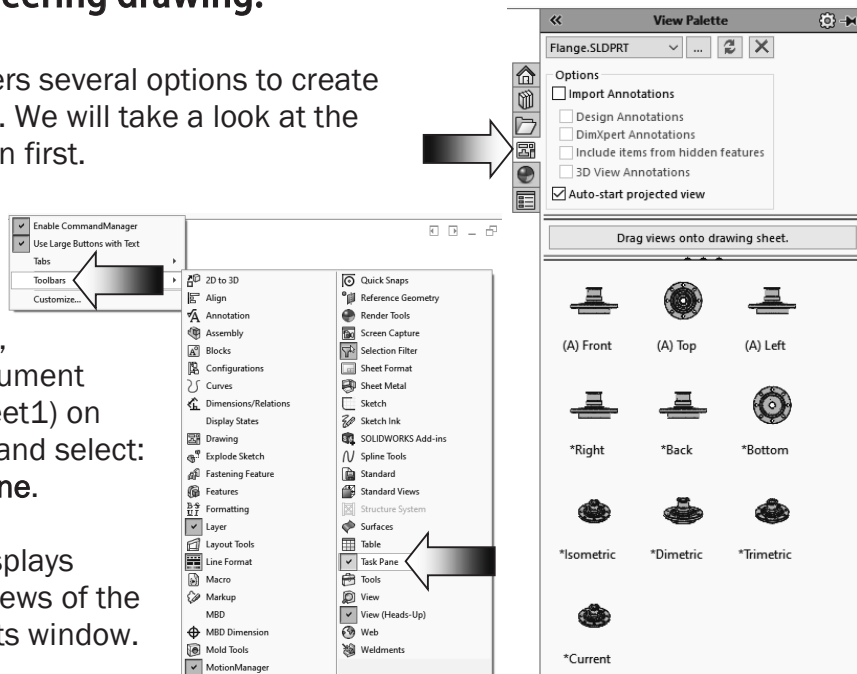 eering drawing.
ers several options to create
. We will take a look at the
n first.
Enable CommandManager
Use Large Buttons with Text
Tabs
Toolbars
Customize...
,
ument
eet1) on
and select:
ne.
splays
ews of the
ts window.
2D to 3D
Align
Annotation
Assembly
Blocks
Configurations
Curves
Dimensions/Relations
Display States
Drawing
Explode Sketch
Fastening Feature
Features
Formatting
Layer
Layout Tools
Line Format
Macro
Markup
MBD
MBD Dimension
Mold Tools
MotionManager
Quick Snaps
Reference Geometry
Render Tools
Screen Capture
Selection Filter
Sheet Format
Sheet Metal
Sketch
Sketch Ink
SOLIDWORKS Add-ins
Spline Tools
Standard
Standard Views
Structure System
Surfaces
Table
Task Pane
Tools
View
View (Heads-Up)
Web
Weldments
« View Palette
Flange.SLDPRT ...
Options
Import Annotations
Design Annotations
DimXpert Annotations
Include items from hidden features
3D View Annotations
Auto-start projected view
Drag views onto drawing sheet.
(A) Front (A) Top (A) Left
*Right *Back *Bottom
*Isometric *Dimetric *Trimetric
*Current